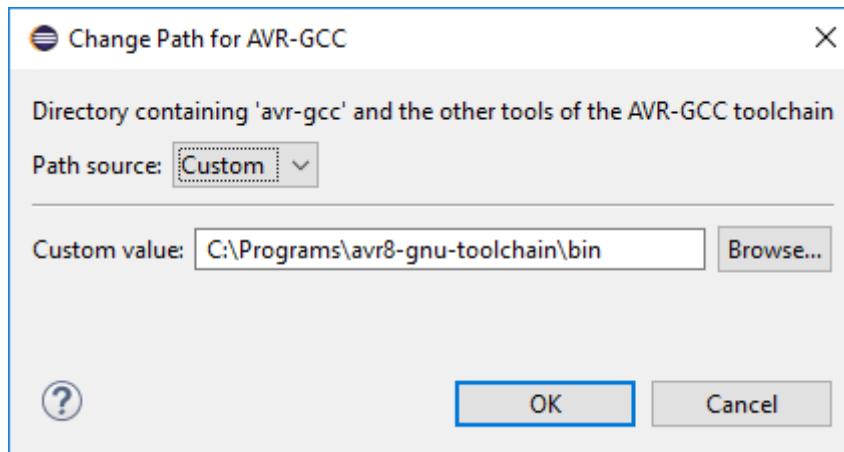 Change Path for AVR-GCC
Directory containing 'avr-gcc' and the other tools of the AVR-GCC toolchain
Path source: Custom
Custom value: C:\Programs\avr8-gnu-toolchain\bin Browse...
? OK Cancel